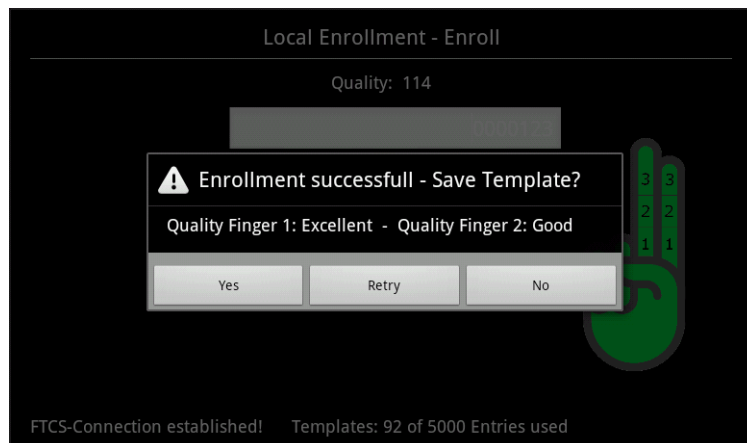 Local Enrollment - Enroll
Quality: 114
0000123
Enrollment successfull - Save Template?
3 3
2 2
1 1
Quality Finger 1: Excellent - Quality Finger 2: Good
Yes Retry No
FTCS-Connection established! Templates: 92 of 5000 Entries used